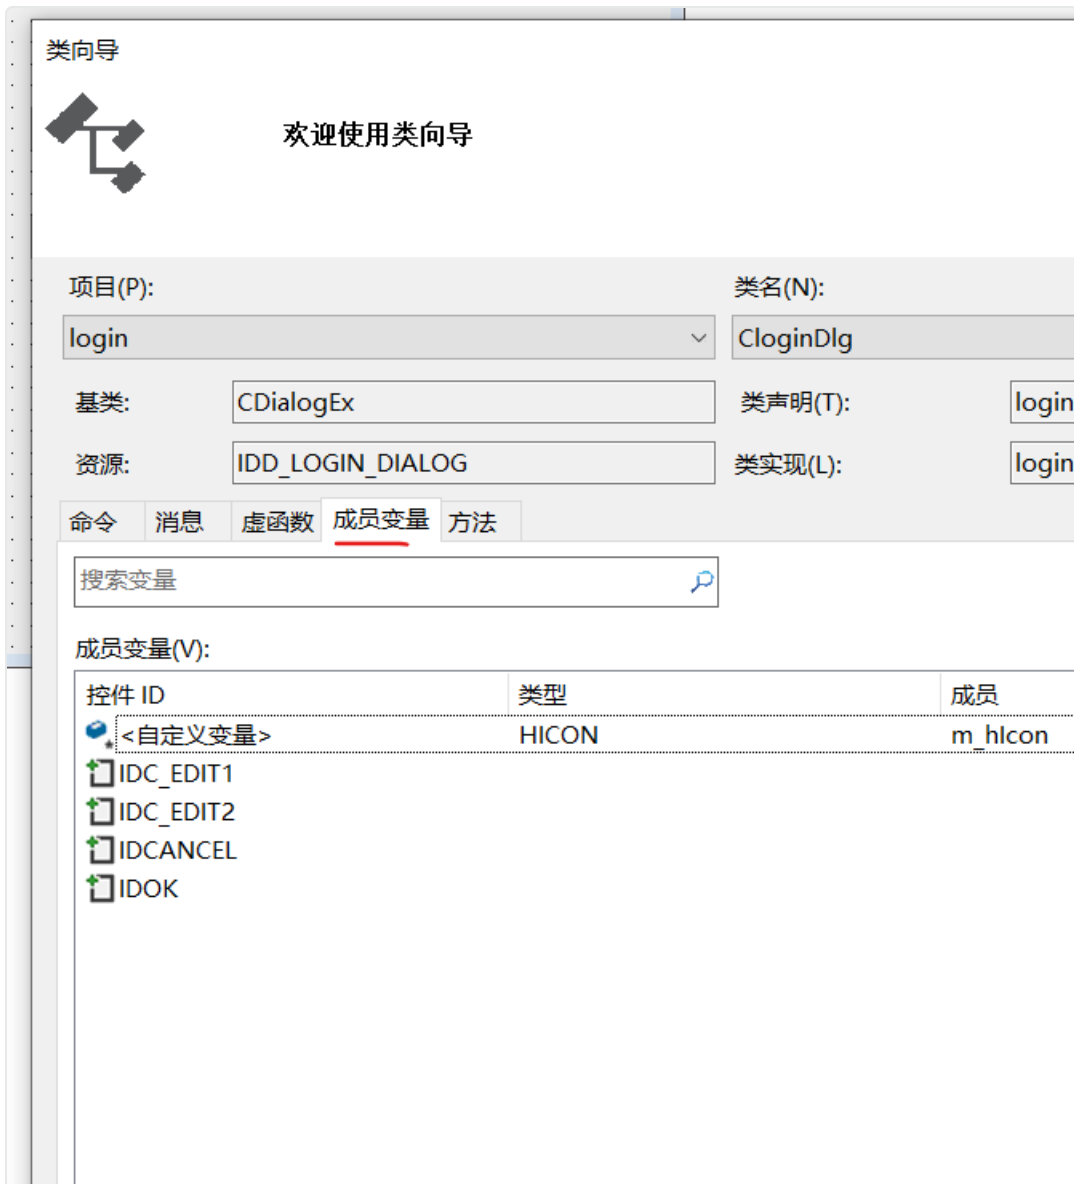 类向导
欢迎使用类向导
项目(P):
类名(N):
login
CloginDlg
基类:
CDialogEx
类声明(T):
login
资源:
IDD_LOGIN_DIALOG
类实现(L):
login
命令 消息 虚函数 成员变量 方法
搜索变量
成员变量(V):
控件 ID 类型 成员
<自定义变量> HICON m_hIcon
IDC_EDIT1
IDC_EDIT2
IDCANCEL
IDOK